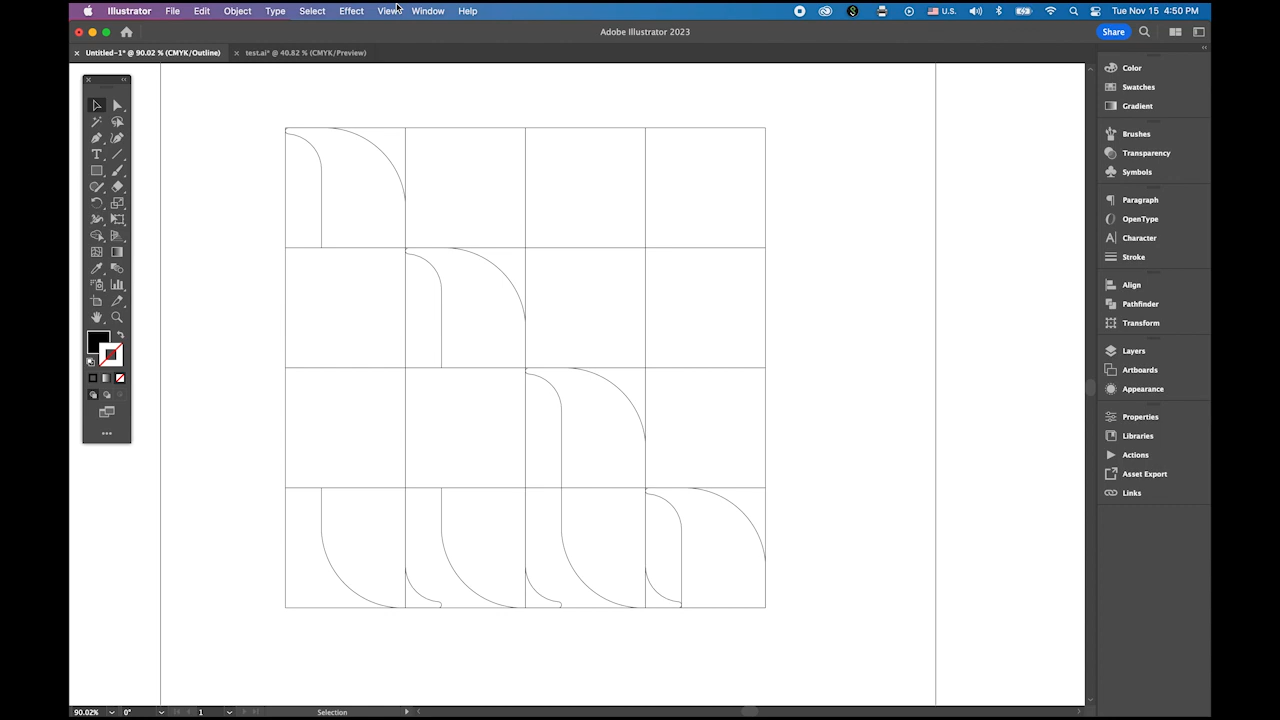 Illustrator File Edit Object Type Select Effect View Window Help U.S. Tue Nov 15 4:50 PM
Adobe Illustrator 2023
Share
Untitled-1* @ 90.02 % (CMYK/Outline)
test.ai* @ 40.82 % (CMYK/Preview)
Color
Swatches
Gradient
Brushes
Transparency
Symbols
Paragraph
OpenType
Character
Stroke
Align
Pathfinder
Transform
Layers
Artboards
Appearance
Properties
Libraries
Actions
Asset Export
Links
90.02% 0° 1 Selection